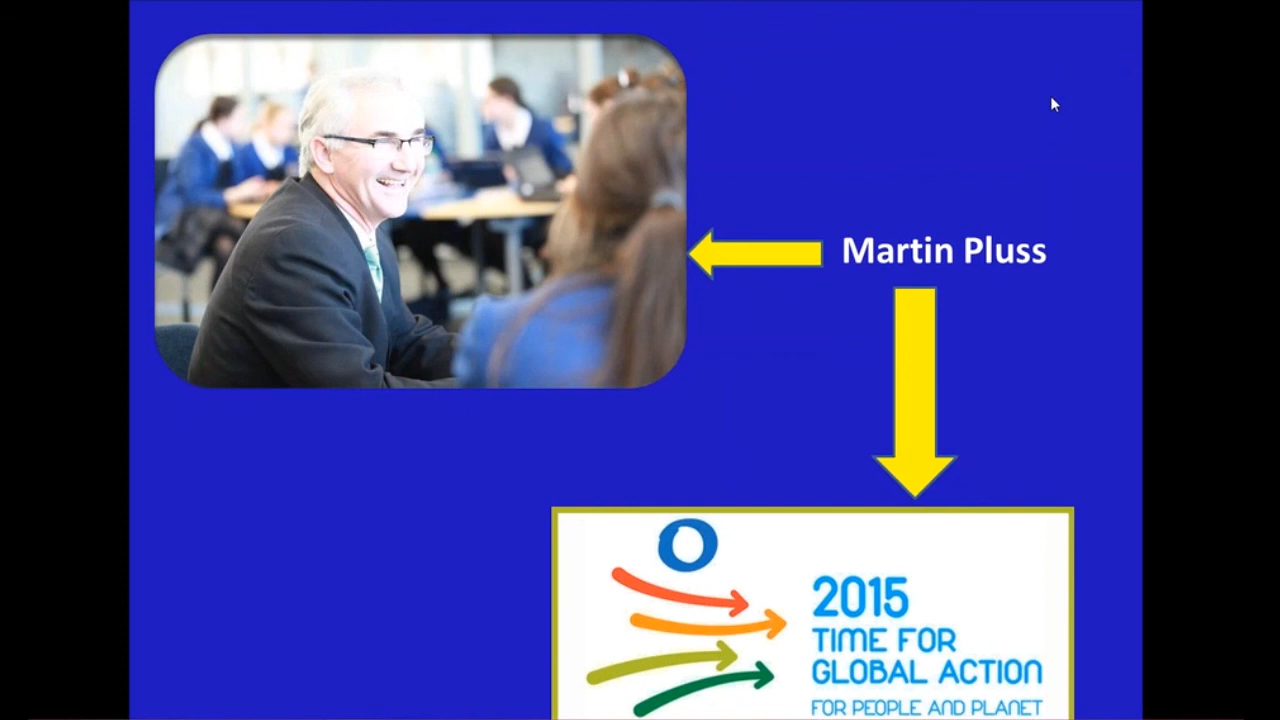 Martin Pluss
2015
TIME FOR
GLOBAL ACTION
FOR PEOPLE AND PLANET